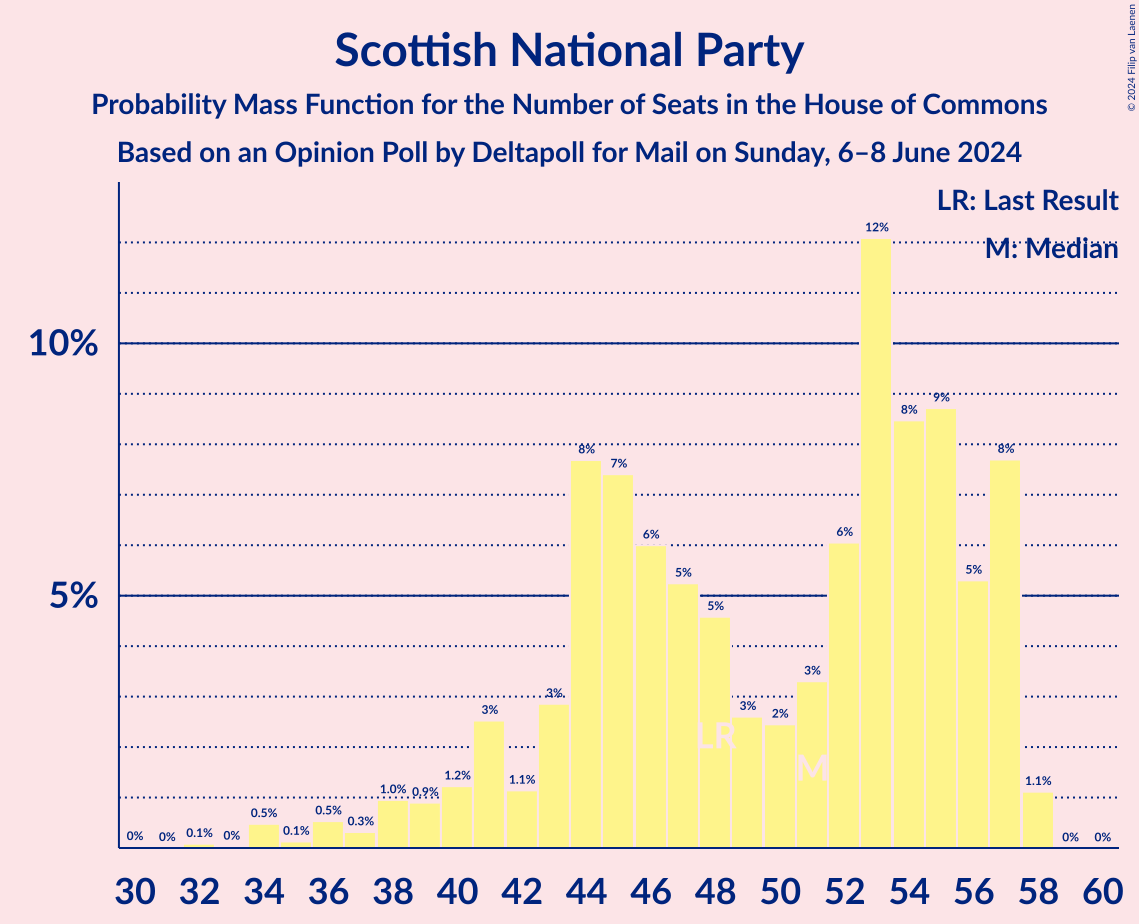 Scottish National Party
Probability Mass Function for the Number of Seats in the House of Commons
Based on an Opinion Poll by Deltapoll for Mail on Sunday, 6–8 June 2024
© 2024 Filip van Laenen
LR: Last Result
M: Median
10%
5%
0% 0% 0.1% 0% 0.5% 0.1% 0.5% 0.3% 1.0% 0.9% 1.2% 3% 1.1% 3% 8% 7% 6% 5% 5% 3% 2% 3% 6% 12% 8% 9% 5% 8% 1.1% 0% 0%
LR
M
30 32 34 36 38 40 42 44 46 48 50 52 54 56 58 60